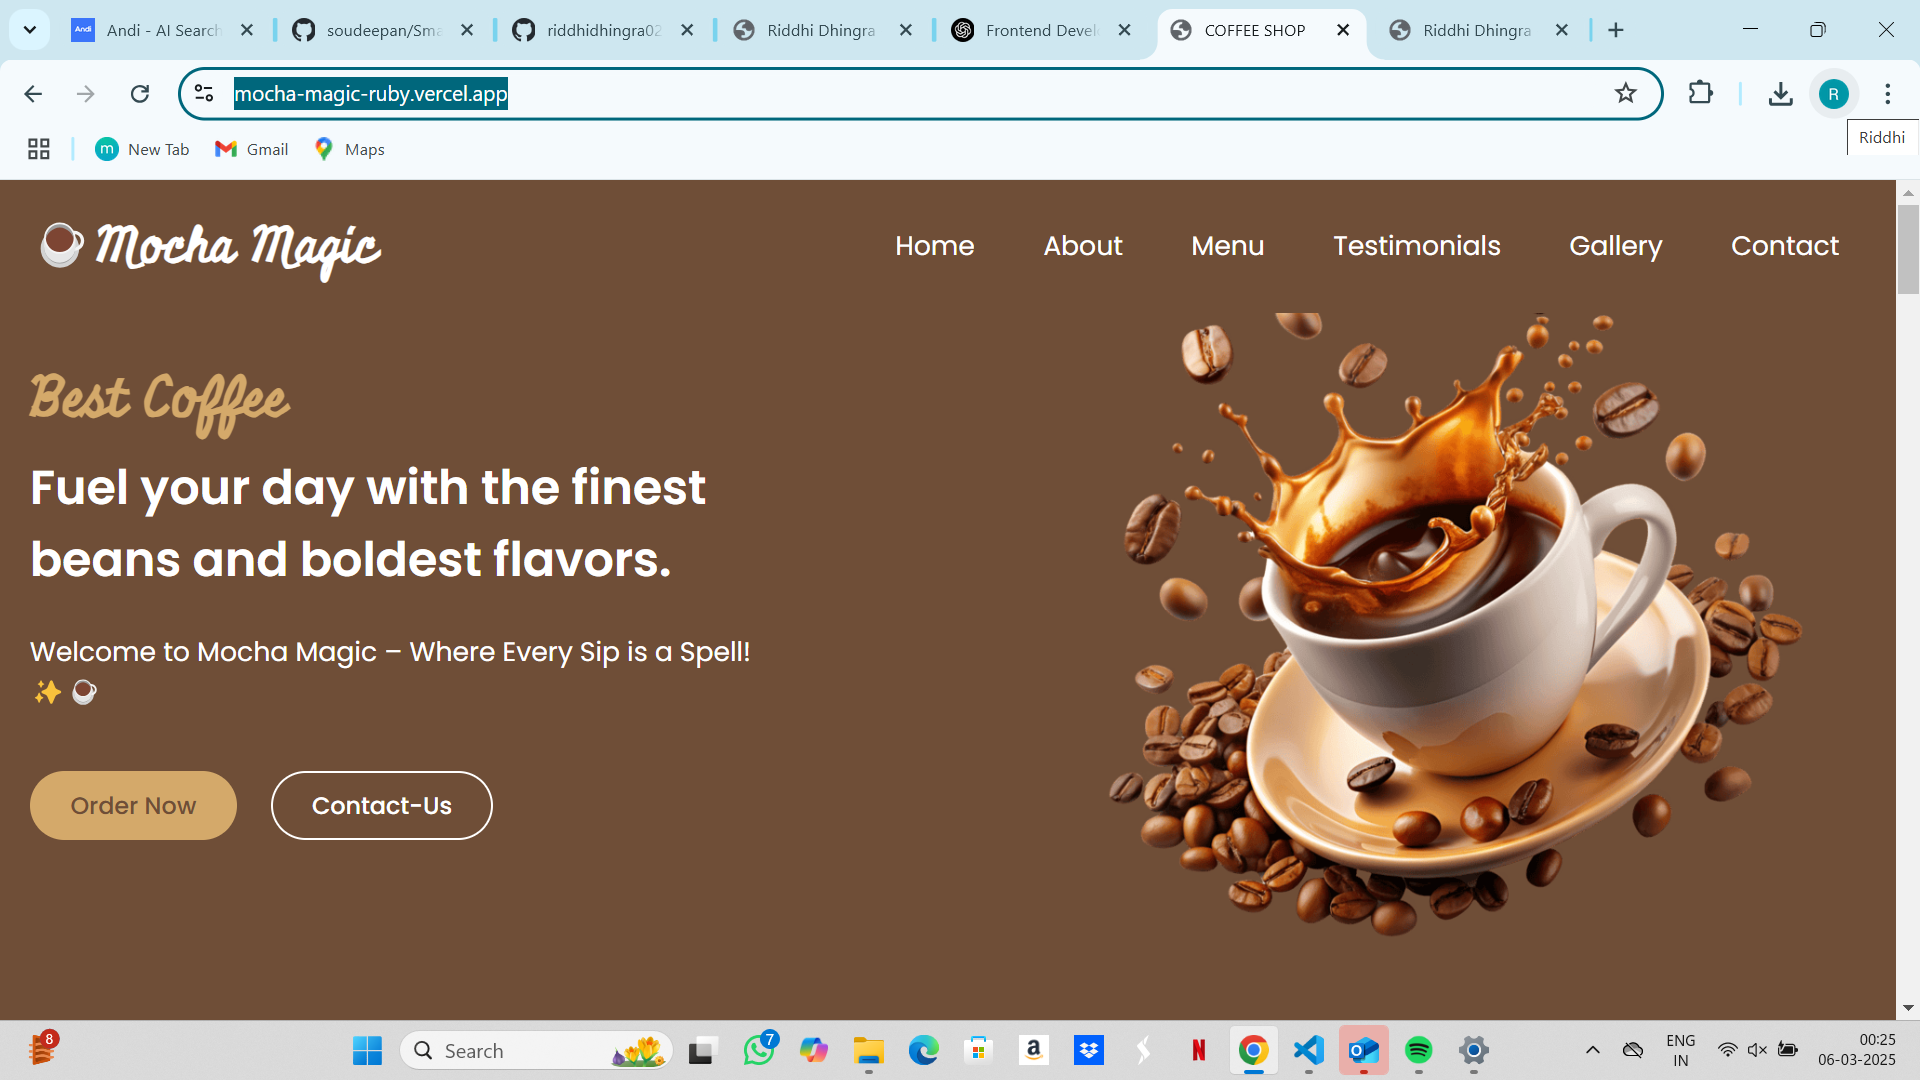 Andi
Andi - AI Search
soudeepan/Sma
riddhidhingra02
Riddhi Dhingra
Frontend Devel
COFFEE SHOP
Riddhi Dhingra
mocha-magic-ruby.vercel.app
R
m
New Tab
Gmail
Maps
Riddhi
Mocha Magic
Home
About
Menu
Testimonials
Gallery
Contact
Best Coffee
Fuel your day with the finest
beans and boldest flavors.
Welcome to Mocha Magic – Where Every Sip is a Spell!
✨ ☕
Order Now
Contact-Us
8
Search
7
a
N
ENG
IN
00:25
06-03-2025